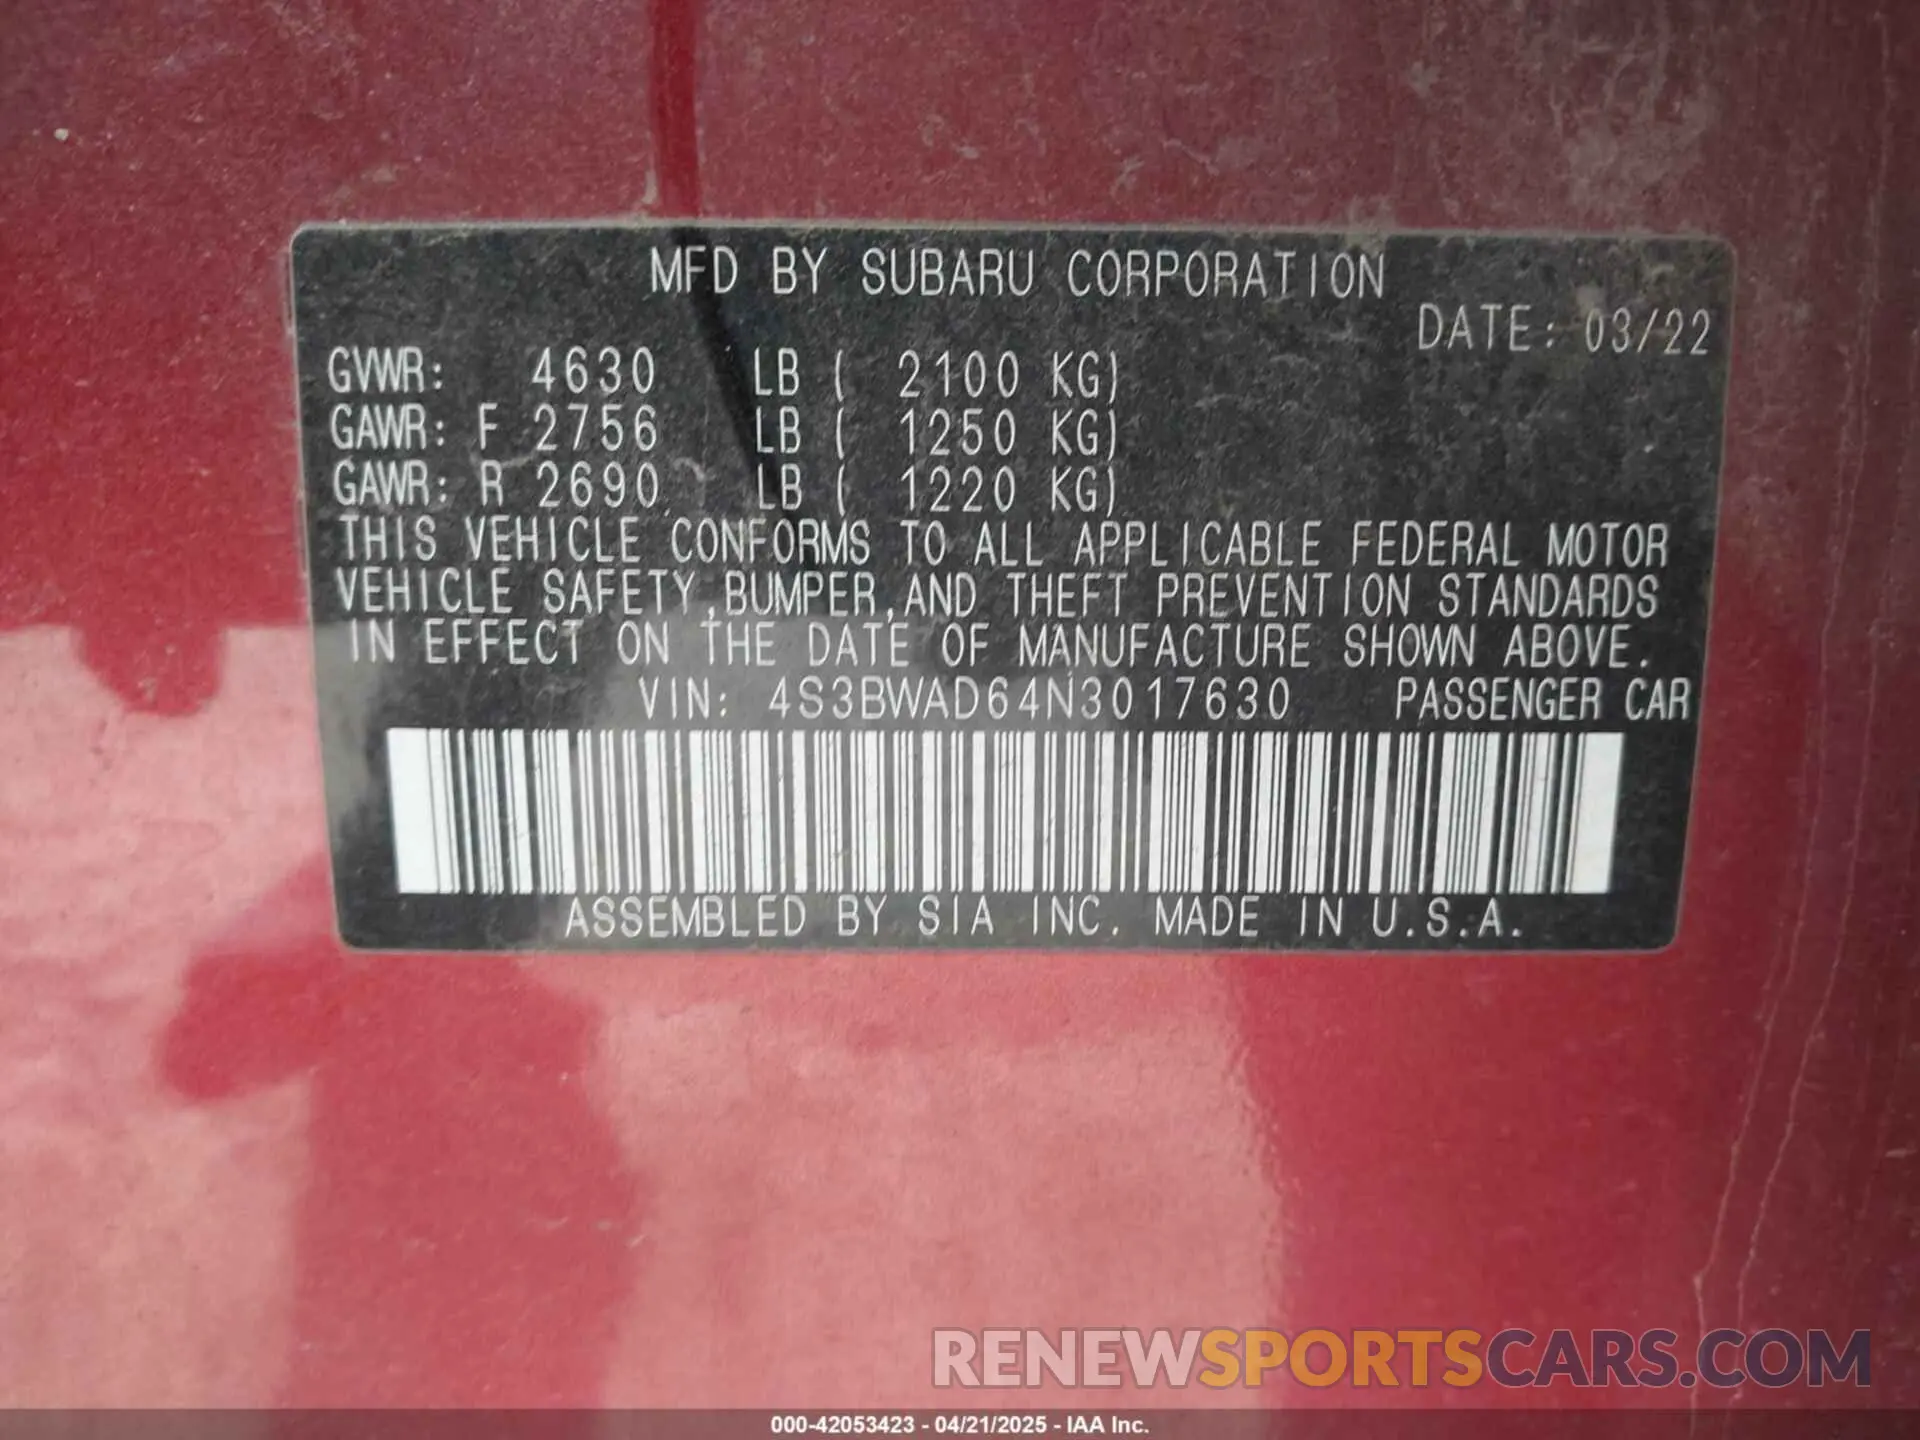 MFD BY SUBARU CORPORATION
DATE: 03/22
GVWR: 4630 LB ( 2100 KG)
GAWR: F 2756 LB ( 1250 KG)
GAWR: R 2690 LB ( 1220 KG)
THIS VEHICLE CONFORMS TO ALL APPLICABLE FEDERAL MOTOR
VEHICLE SAFETY,BUMPER,AND THEFT PREVENTION STANDARDS
IN EFFECT ON THE DATE OF MANUFACTURE SHOWN ABOVE.
VIN: 4S3BWAD64N3017630 PASSENGER CAR
ASSEMBLED BY SIA INC. MADE IN U.S.A.
RENEWSPORTSCARS.COM
000-42053423 - 04/21/2025 - IAA Inc.